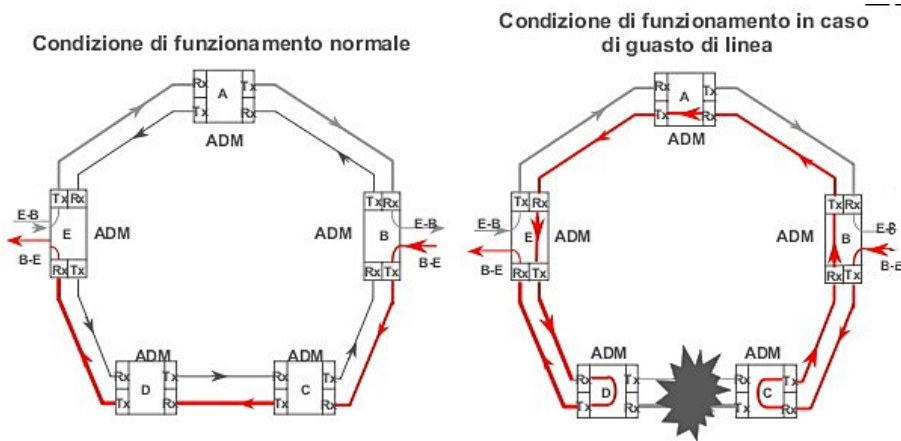 Condizione di funzionamento normale
Rx
A
Tx
Tx
Rx
ADM
Tx
Rx
E-B
E
ADM
B-E
Rx
Tx
Rx
Tx
ADM
B
E-B
B-E
Rx
Tx
ADM
Rx
Tx
D
Tx
Rx
ADM
Tx
C
Rx
Condizione di funzionamento in caso
di guasto di linea
Rx
A
Tx
Tx
Rx
ADM
Tx
Rx
E-B
E
ADM
B-E
Rx
Tx
Rx
Tx
ADM
B
B-E
Rx
Tx
ADM
Rx
Tx
D
Tx
Rx
ADM
Rx
Tx
C
Tx
Rx